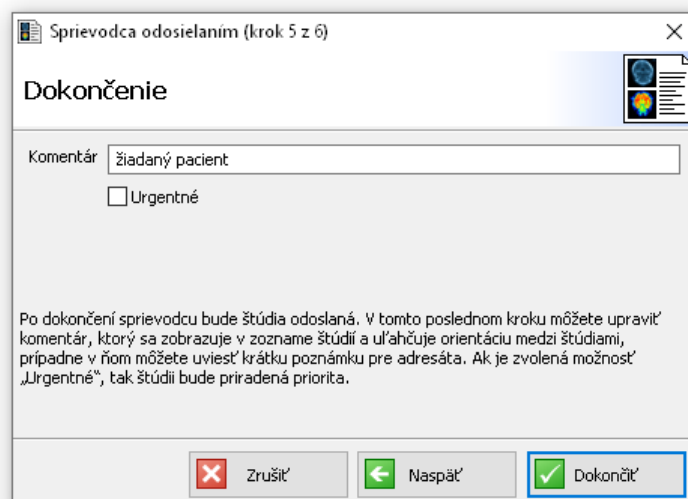 Sprievodca odosielaním (krok 5 z 6)
Dokončenie
Komentár
žiadaný pacient
Urgentné
Po dokončení sprievodcu bude štúdia odoslaná. V tomto poslednom kroku môžete upraviť
komentár, ktorý sa zobrazuje v zozname štúdií a uľahčuje orientáciu medzi štúdiami,
prípadne v ňom môžete uviesť krátku poznámku pre adresáta. Ak je zvolená možnosť
„Urgentné“, tak štúdii bude priradená priorita.
Zrušiť
Naspäť
Dokončiť